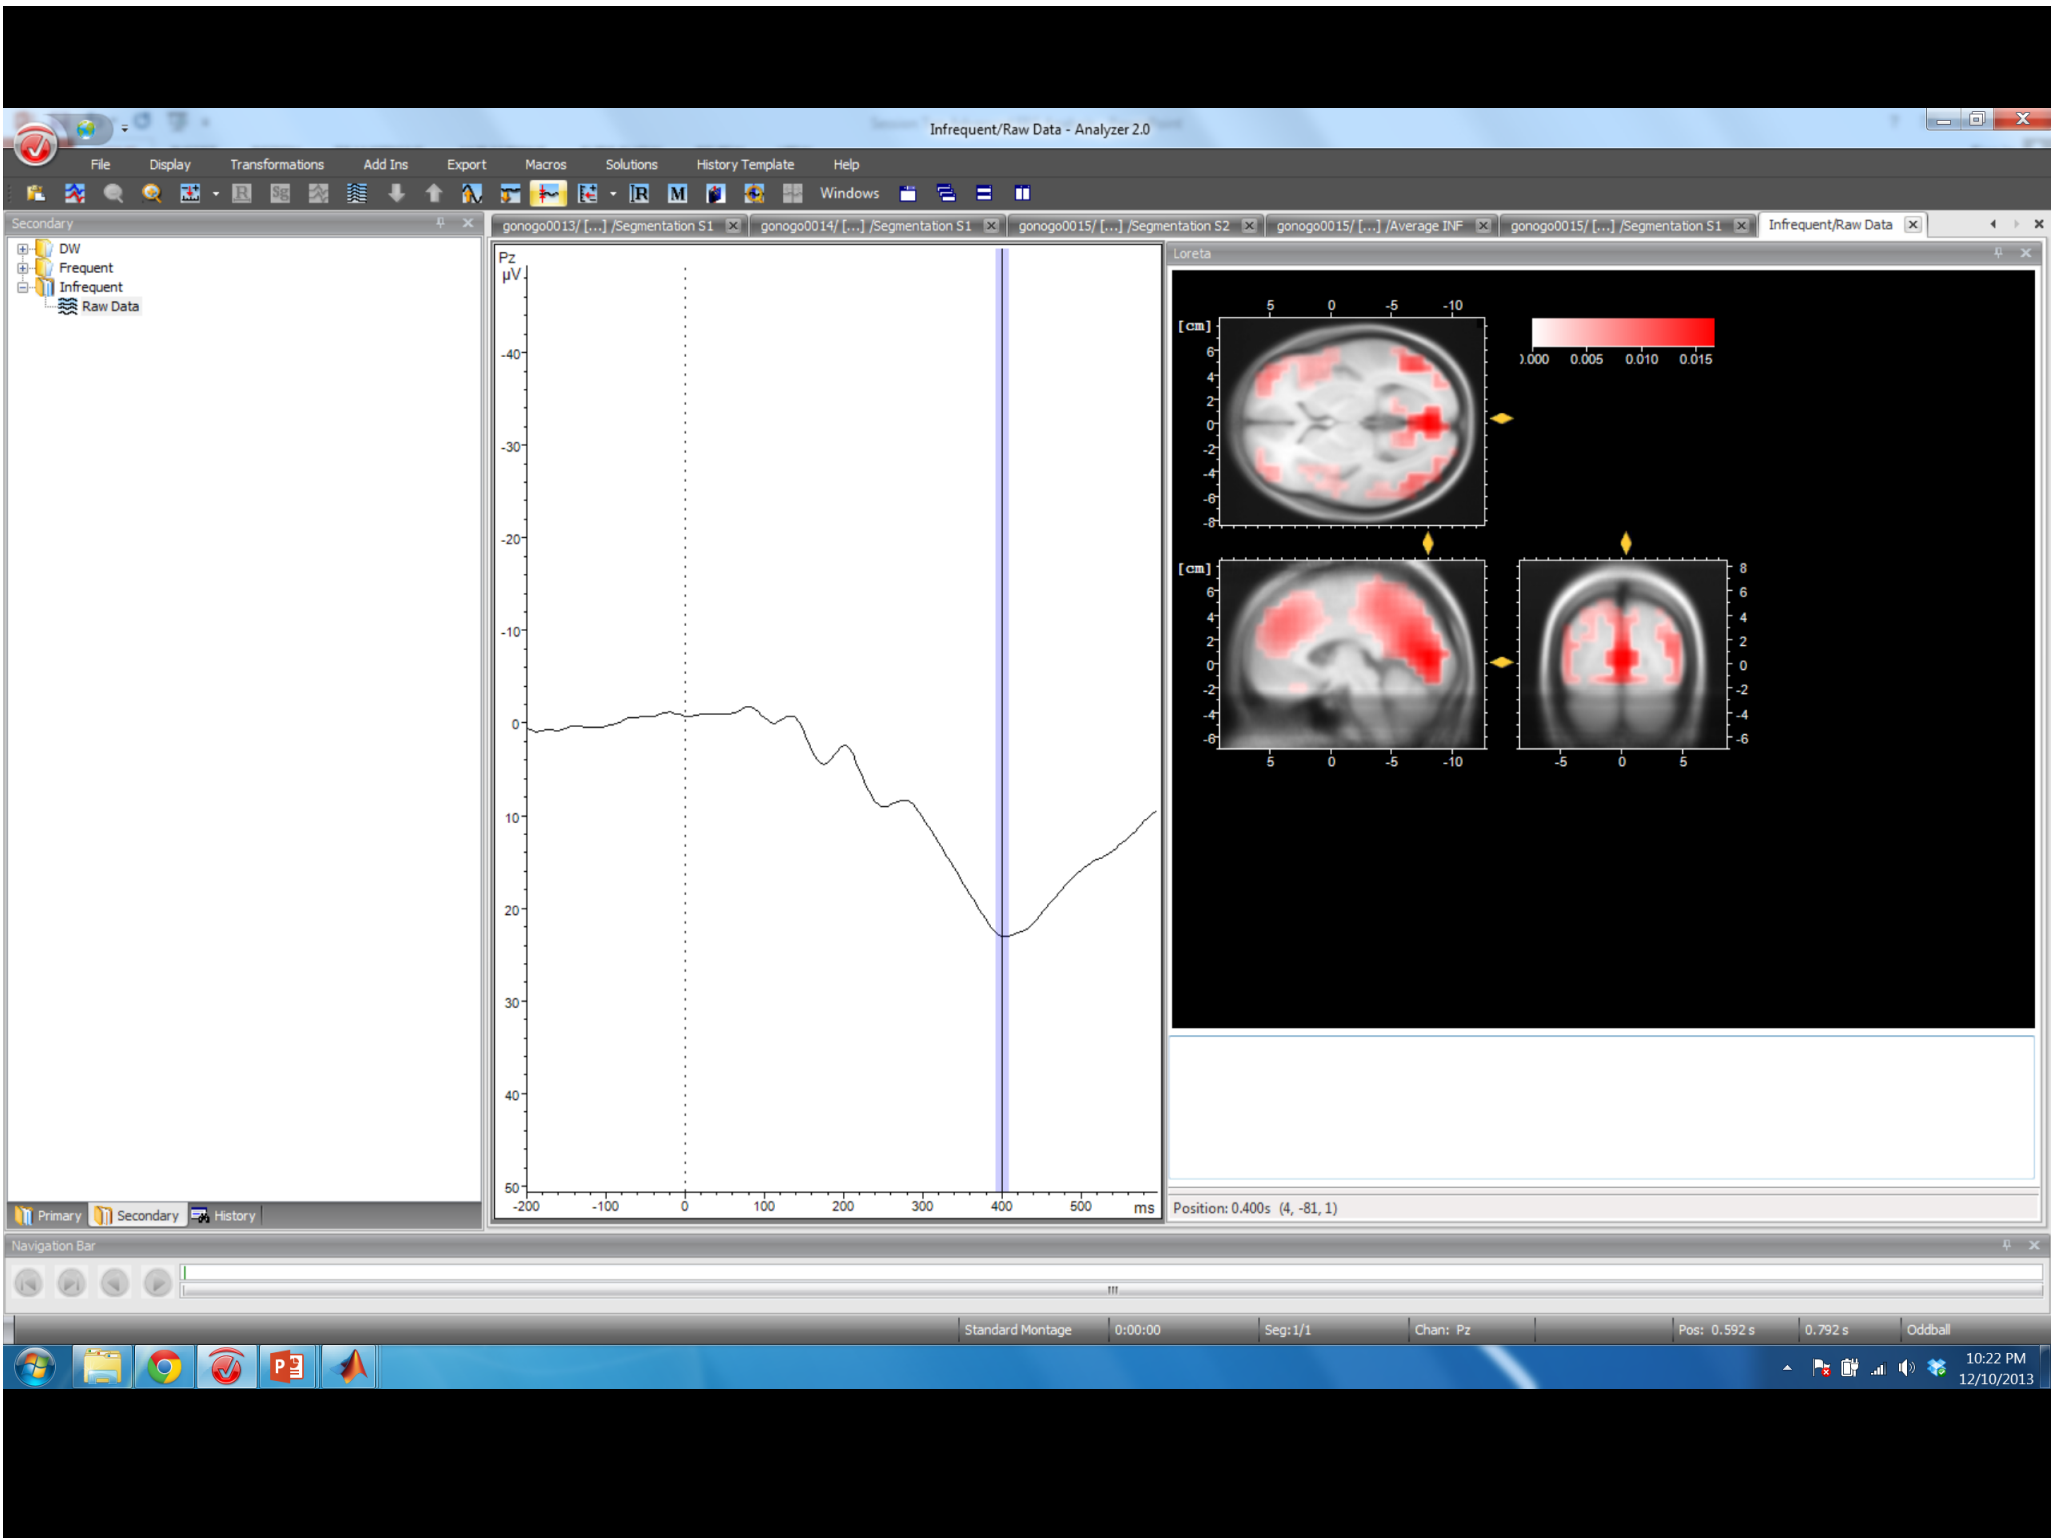 Infrequent/Raw Data - Analyzer 2.0
File Display Transformations Add Ins Export Macros Solutions History Template Help
R Sg IR M Windows
Secondary
gonogo0013/ [...] /Segmentation S1
gonogo0014/ [...] /Segmentation S1
gonogo0015/ [...] /Segmentation S2
gonogo0015/ [...] /Average INF
gonogo0015/ [...] /Segmentation S1
Infrequent/Raw Data
DW
Frequent
Infrequent
Raw Data
Pz
µV
-40
-30
-20
-10
0
10
20
30
40
50
-200 -100 0 100 200 300 400 500 ms
Loreta
5 0 -5 -10
[cm]
6
4
2
0
-2
-4
-6
-8
0.005 0.010 0.015
[cm]
6
4
2
0
-2
-4
-6
5 0 -5 -10
8
6
4
2
0
-2
-4
-6
-5 0 5
Position: 0.400s (4, -81, 1)
Primary Secondary History
Navigation Bar
Standard Montage 0:00:00 Seg: 1/1 Chan: Pz Pos: 0.592 s 0.792 s Oddball
10:22 PM
12/10/2013